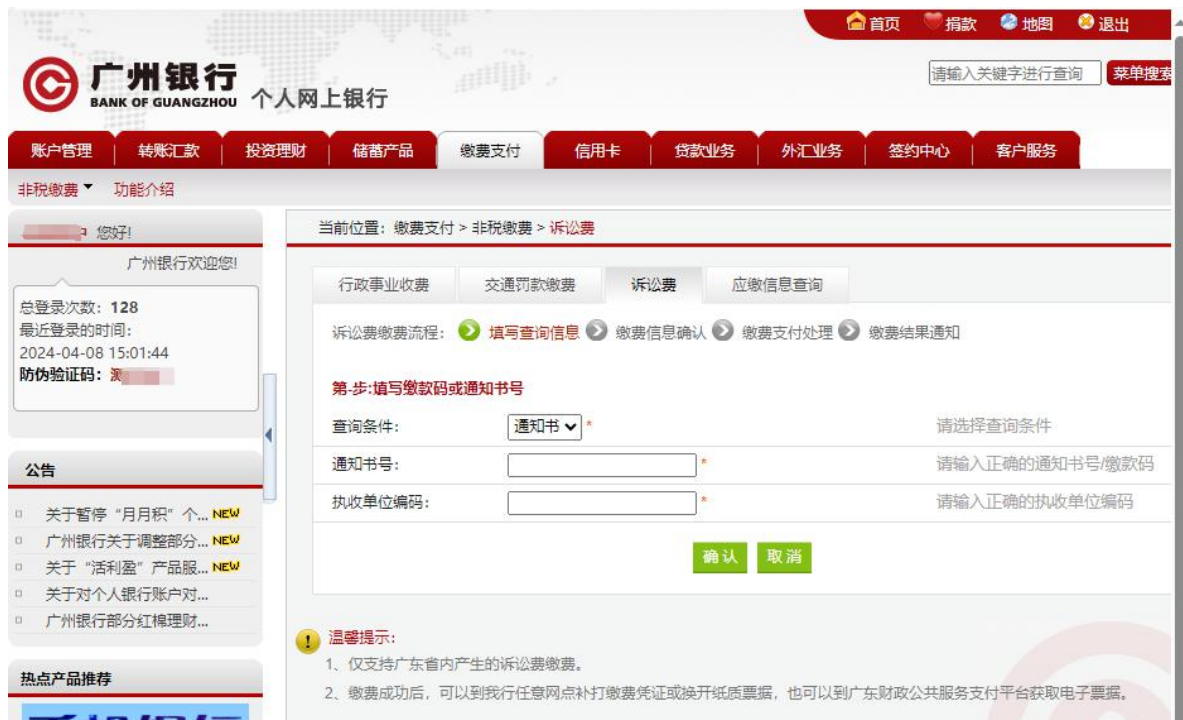 首页 捐款 地图 退出
广州银行
BANK OF GUANGZHOU
个人网上银行
请输入关键字进行查询 菜单搜索
账户管理 转账汇款 投资理财 储蓄产品 缴费支付 信用卡 贷款业务 外汇业务 签约中心 客户服务
非税缴费 功能介绍
您好!
广州银行欢迎您!
总登录次数: 128
最近登录的时间:
2024-04-08 15:01:44
防伪验证码:
公告
关于暂停“月月积”个... NEW
广州银行关于调整部分... NEW
关于“活利盈”产品服... NEW
关于对个人银行账户对...
广州银行部分红棉理财...
热点产品推荐
当前位置: 缴费支付 > 非税缴费 > 诉讼费
行政事业收费 交通罚款缴费 诉讼费 应缴信息查询
诉讼费缴费流程: 填写查询信息 缴费信息确认 缴费支付处理 缴费结果通知
第-步:填写缴款码或通知书号
查询条件: 通知书 * 请选择查询条件
通知书号: * 请输入正确的通知书号/缴款码
执收单位编码: * 请输入正确的执收单位编码
确认 取消
温馨提示:
1、仅支持广东省内产生的诉讼费缴费。
2、缴费成功后，可以到我行任意网点补打缴费凭证或换开纸质票据，也可以到广东财政公共服务支付平台获取电子票据。